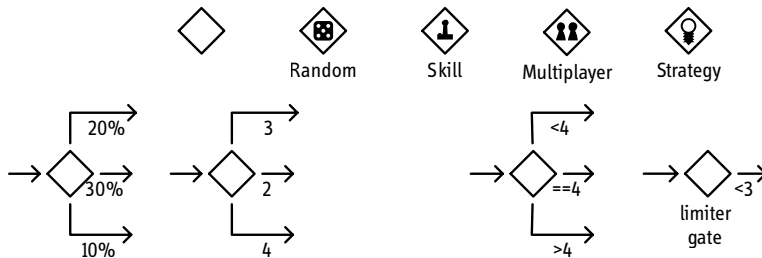 Random
Skill
Multiplayer
Strategy
20%
30%
10%
3
2
4
<4
==4
>4
<3
limiter
gate